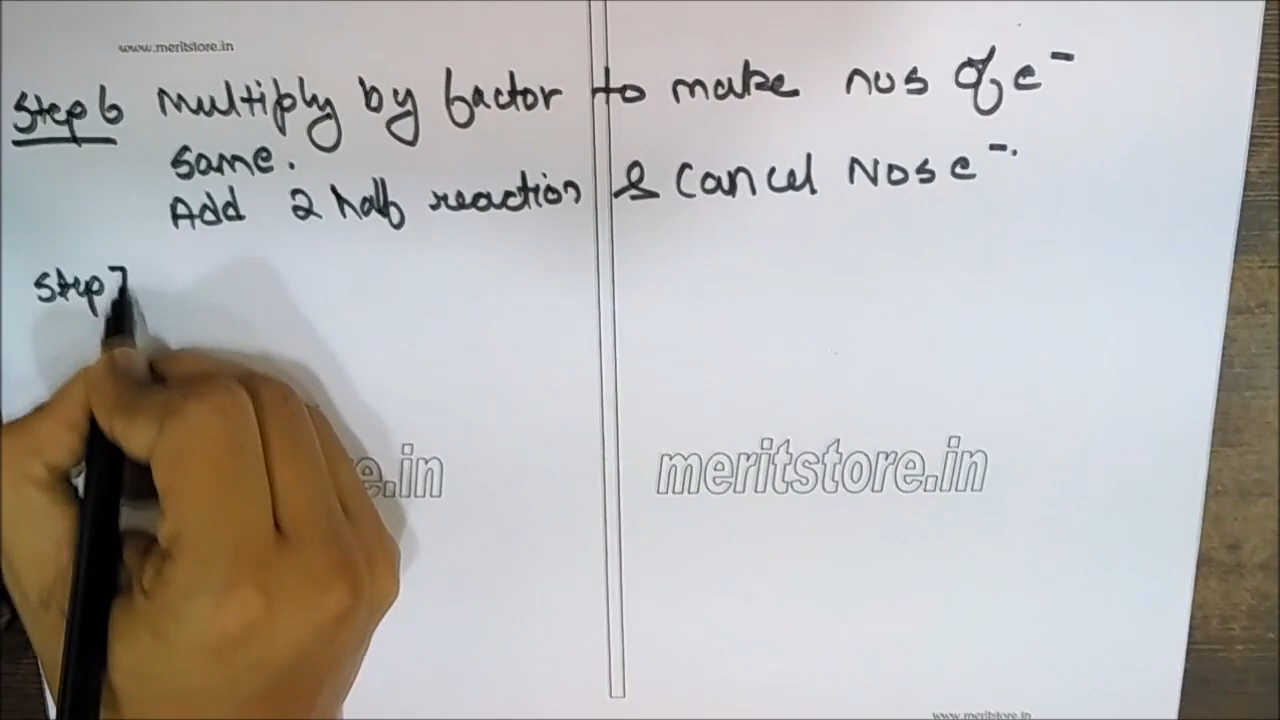 www.meritstore.in
Step 6 Multiply by factor to make nos of e⁻
same.
Add 2 half reaction & Cancel Nos e⁻.
Step 7
e.in
meritstore.in
www.meritstore.in